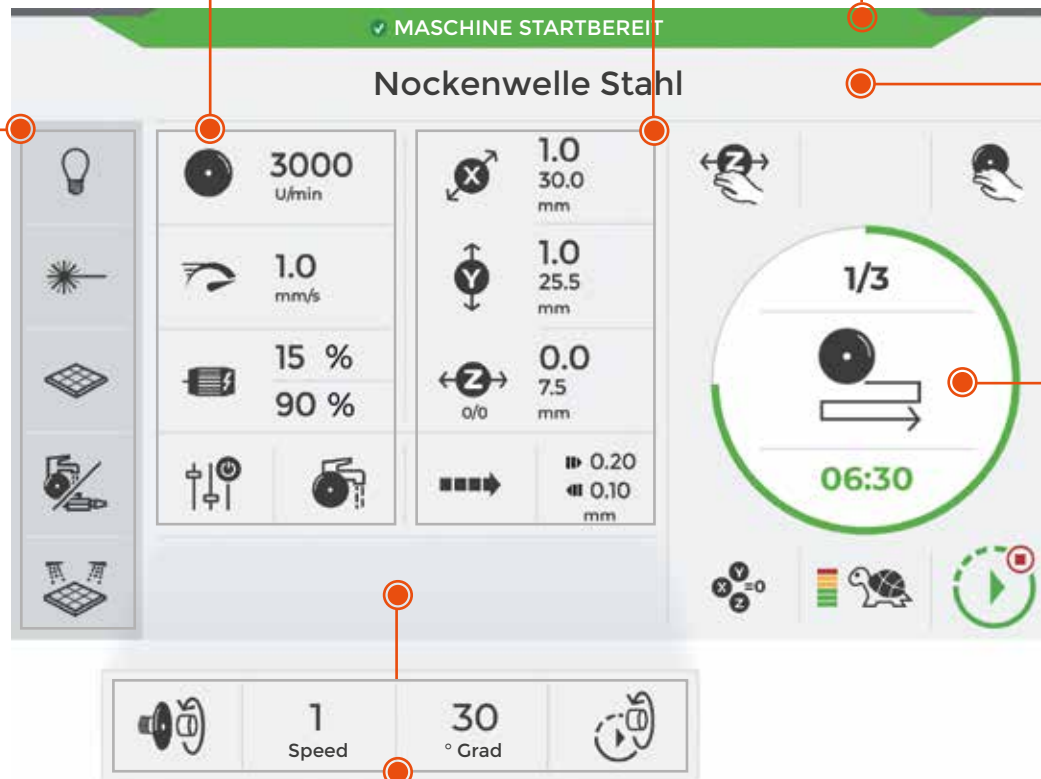 MASCHINE STARTBEREIT
Nockenwelle Stahl
3000
U/min
1.0
mm/s
15 %
90 %
X
1.0
30.0
mm
Y
1.0
25.5
mm
Z
0/0
0.0
7.5
mm
0.20
0.10
mm
Z
1/3
06:30
X Y Z =0
1
Speed
30
° Grad